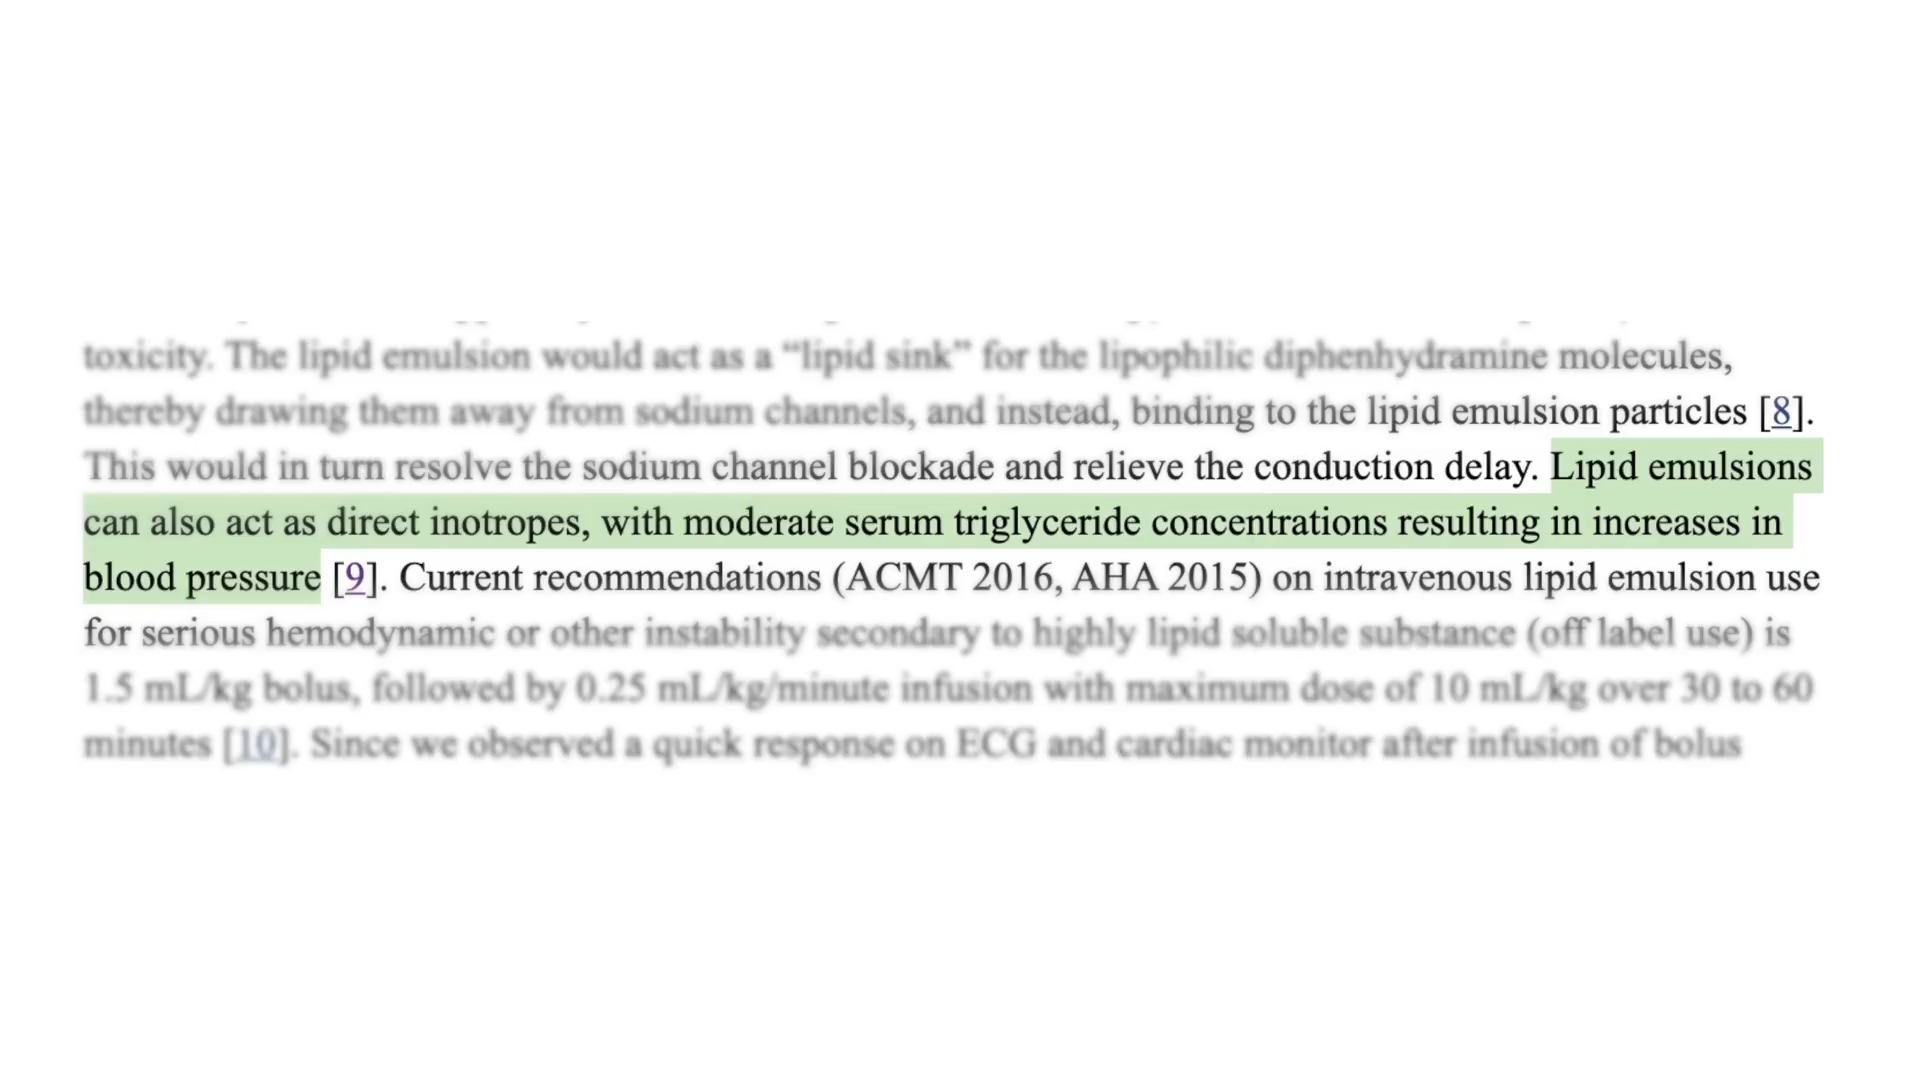 toxicity. The lipid emulsion would act as a “lipid sink” for the lipophilic diphenhydramine molecules,
thereby drawing them away from sodium channels, and instead, binding to the lipid emulsion particles [8].
This would in turn resolve the sodium channel blockade and relieve the conduction delay. Lipid emulsions
can also act as direct inotropes, with moderate serum triglyceride concentrations resulting in increases in
blood pressure [9]. Current recommendations (ACMT 2016, AHA 2015) on intravenous lipid emulsion use
for serious hemodynamic or other instability secondary to highly lipid soluble substance (off label use) is
1.5 mL/kg bolus, followed by 0.25 mL/kg/minute infusion with maximum dose of 10 mL/kg over 30 to 60
minutes [10]. Since we observed a quick response on ECG and cardiac monitor after infusion of bolus